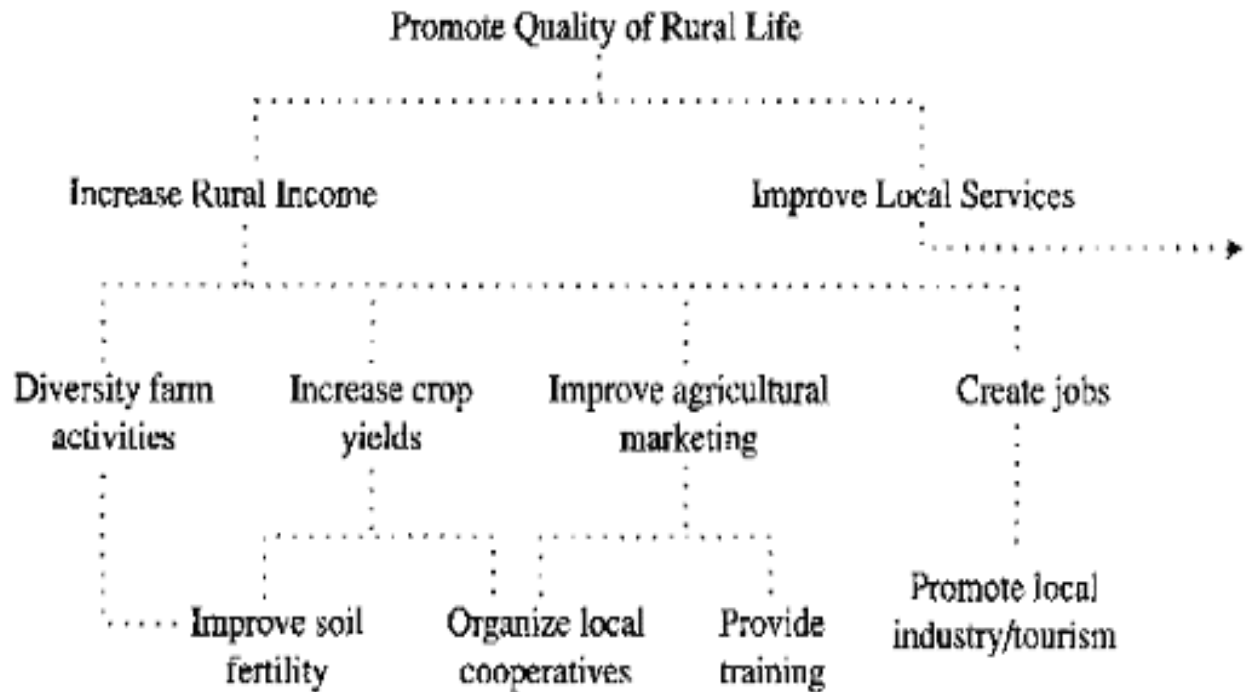 Promote Quality of Rural Life
Increase Rural Income
Improve Local Services
Diversity farm
activities
Increase crop
yields
Improve agricultural
marketing
Create jobs
Improve soil
fertility
Organize local
cooperatives
Provide
training
Promote local
industry/tourism